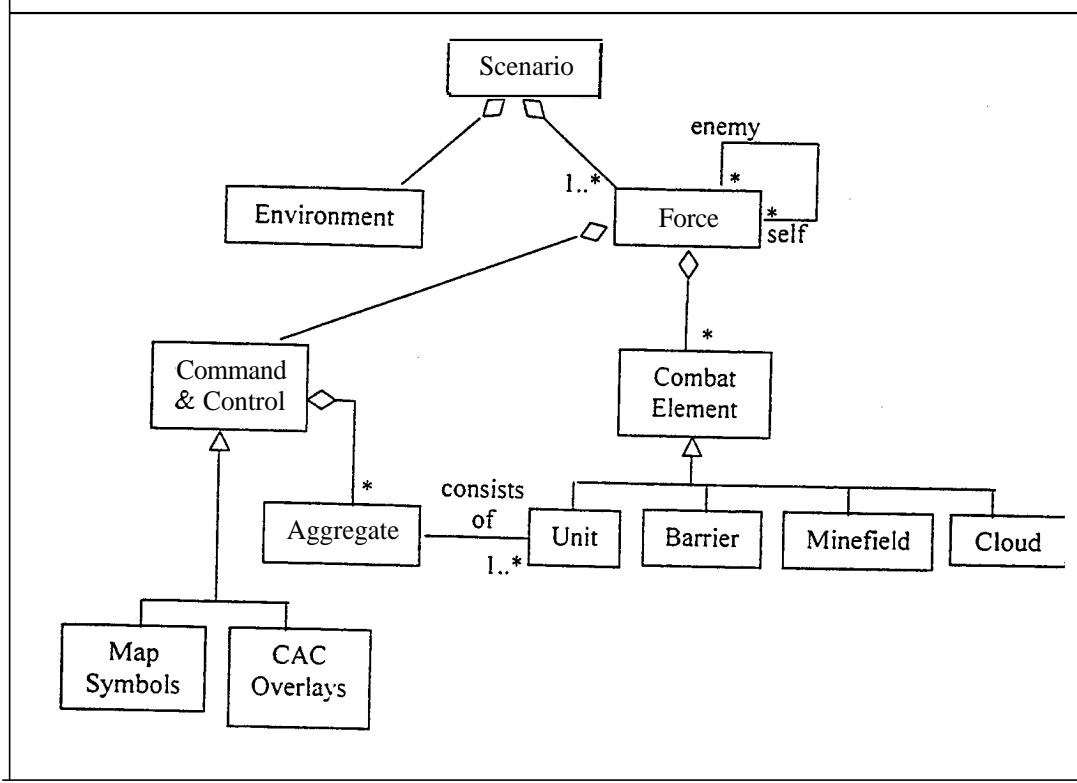 Scenario
enemy
1..*
*
Environment
Force
*
self
*
Command
& Control
Combat
Element
*
consists
of
Aggregate
Unit
Barrier
Minefield
Cloud
1..*
Map
Symbols
CAC
Overlays